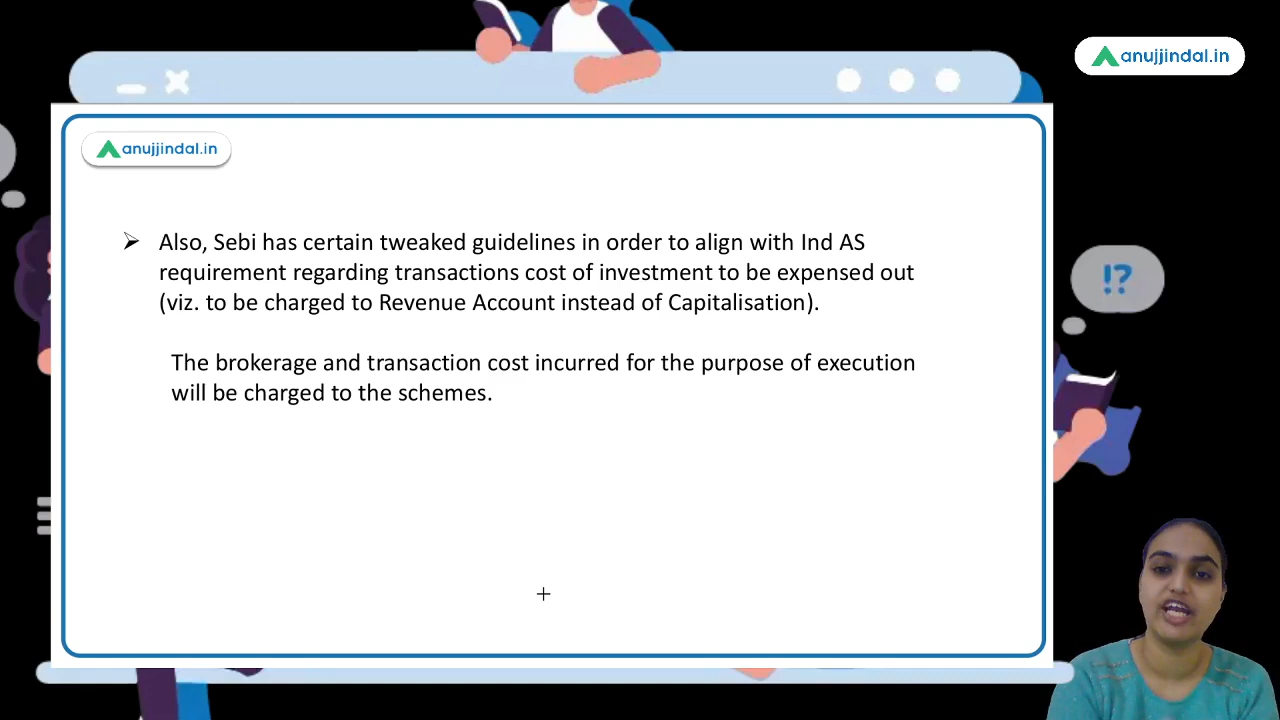 anujjindal.in
anujjindal.in
➢ Also, Sebi has certain tweaked guidelines in order to align with Ind AS
requirement regarding transactions cost of investment to be expensed out
(viz. to be charged to Revenue Account instead of Capitalisation).
The brokerage and transaction cost incurred for the purpose of execution
will be charged to the schemes.
!?